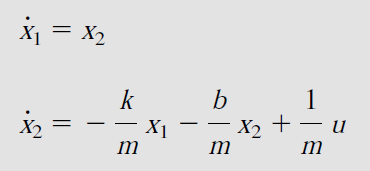 ẋ₁ = x₂
ẋ₂ = − k/m x₁ − b/m x₂ + 1/m u